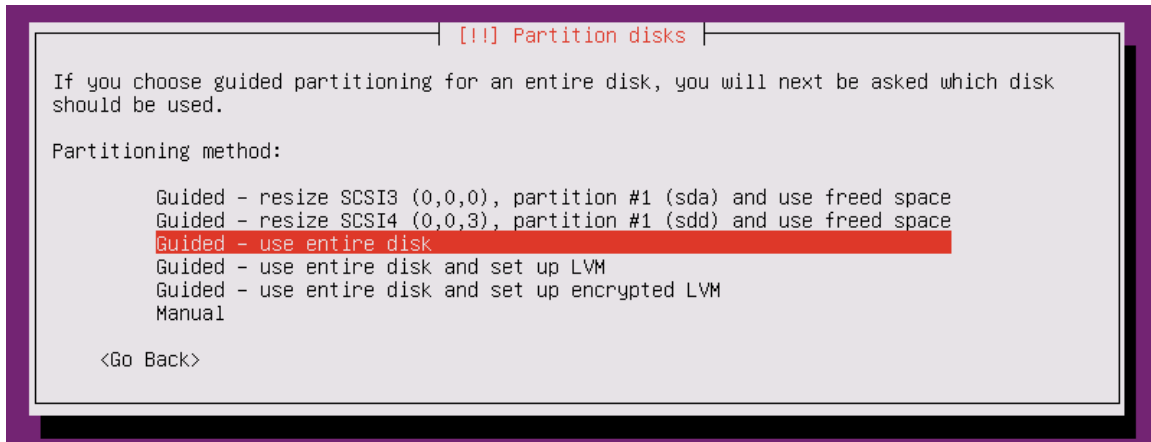 [!!] Partition disks
If you choose guided partitioning for an entire disk, you will next be asked which disk
should be used.
Partitioning method:
Guided - resize SCSI3 (0,0,0), partition #1 (sda) and use freed space
Guided - resize SCSI4 (0,0,3), partition #1 (sdd) and use freed space
Guided - use entire disk
Guided - use entire disk and set up LVM
Guided - use entire disk and set up encrypted LVM
Manual
<Go Back>